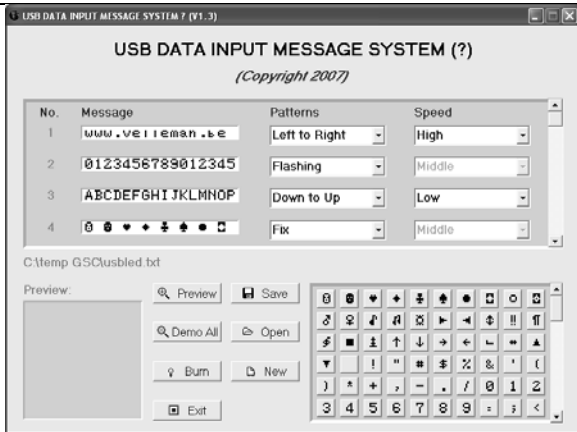 USB DATA INPUT MESSAGE SYSTEM ? (V1.3)
USB DATA INPUT MESSAGE SYSTEM (?)
(Copyright 2007)
No. Message Patterns Speed
1 www.velleman.be Left to Right High
2 0123456789012345 Flashing Middle
3 ABCDEFGHIJKLMNOP Down to Up Low
4 ♥ ♦ ♣ ♠ ● ◘ Fix Middle
C:\temp GSC\usbled.txt
Preview:
Preview Save
Demo All Open
Burn New
Exit
♥ ♦ ♣ ♠ ● ◘ ○ ◙
♂ ♀ ♪ ♫ ☼ ► ◄ ↕ ‼ ¶
■ ↨ ↑ ↓ → ← ∟ ↔ ▲
▼ ! " # $ % & ' (
) * + , - . / 0 1 2
3 4 5 6 7 8 9 : ; <